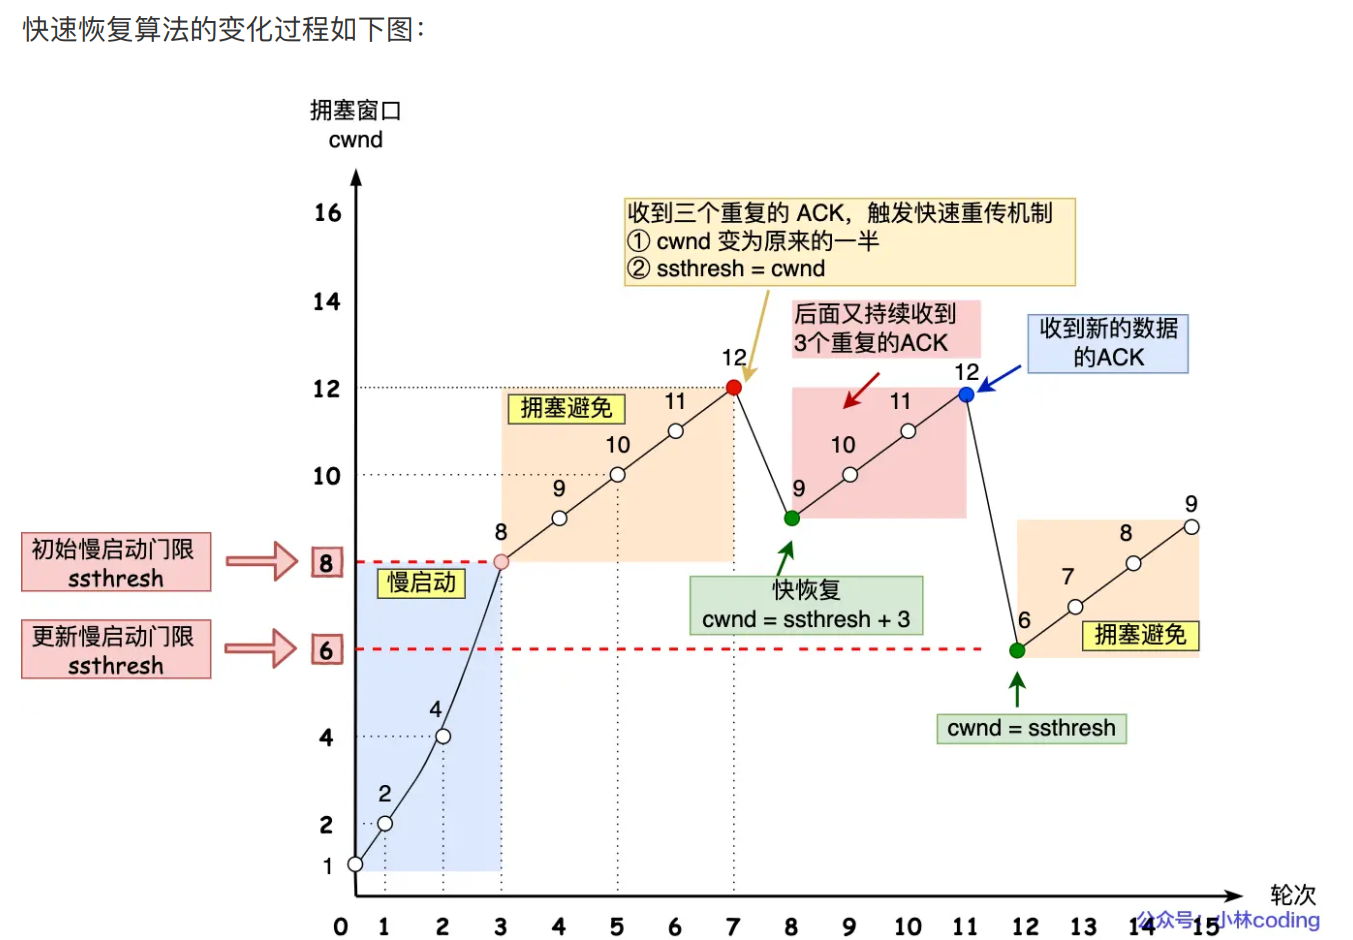 快速恢复算法的变化过程如下图：
拥塞窗口
cwnd
16
14
12
10
8
6
4
2
1
收到三个重复的 ACK，触发快速重传机制
① cwnd 变为原来的一半
② ssthresh = cwnd
后面又持续收到
3个重复的ACK
收到新的数据
的ACK
初始慢启动门限
ssthresh
更新慢启动门限
ssthresh
慢启动
拥塞避免
2
4
8
9
10
11
12
9
10
11
12
6
7
8
9
快恢复
cwnd = ssthresh + 3
拥塞避免
cwnd = ssthresh
轮次
0 1 2 3 4 5 6 7 8 9 10 11 12 13 14 15
公众号：小林coding